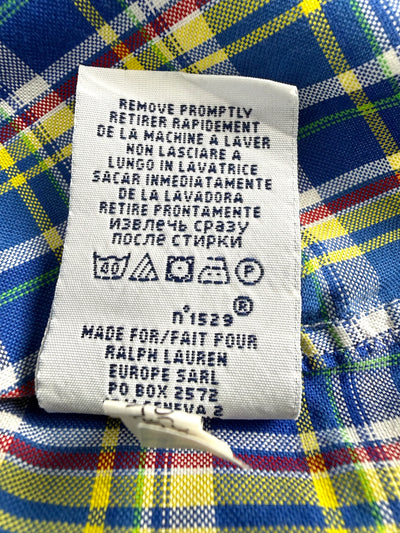 REMOVE PROMPTLY
RETIRER RAPIDEMENT
DE LA MACHINE A LAVER
NON LASCIARE A
LUNGO IN LAVATRICE
SACAR INMEDIATAMENTE
DE LA LAVADORA
RETIRE PRONTAMENTE
ИЗВЛЕЧЬ СРАЗУ
ПОСЛЕ СТИРКИ
40 P
n°1529®
MADE FOR/FAIT POUR
RALPH LAUREN
EUROPE SARL
PO BOX 2572
2